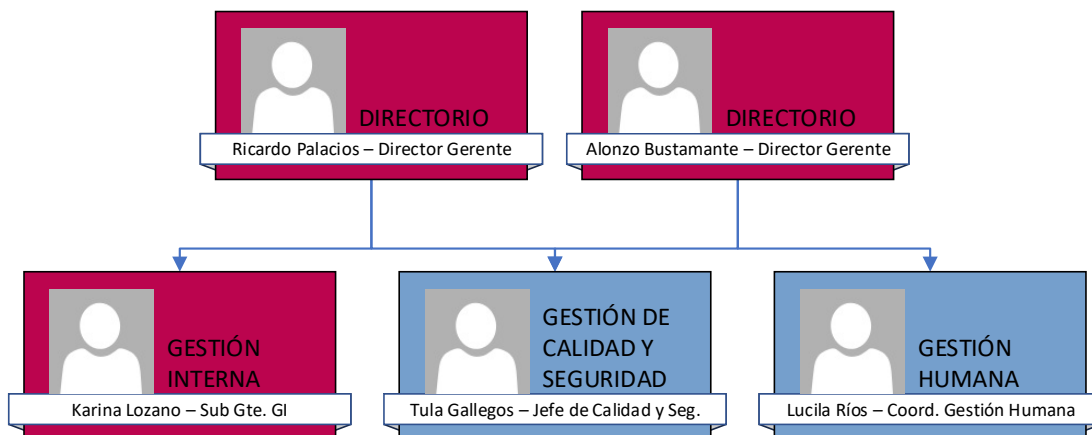 DIRECTORIO
Ricardo Palacios – Director Gerente
DIRECTORIO
Alonzo Bustamante – Director Gerente
GESTIÓN
INTERNA
Karina Lozano – Sub Gte. GI
GESTIÓN DE
CALIDAD Y
SEGURIDAD
Tula Gallegos – Jefe de Calidad y Seg.
GESTIÓN
HUMANA
Lucila Ríos – Coord. Gestión Humana